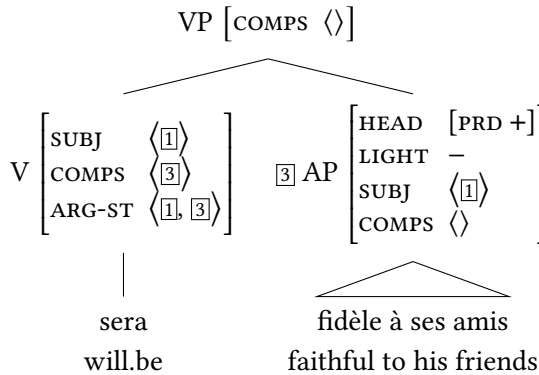 VP [COMPS ⟨⟩]
V [SUBJ ⟨[1]⟩
COMPS ⟨[3]⟩
ARG-ST ⟨[1], [3]⟩]
[3] AP [HEAD [PRD +]
LIGHT −
SUBJ ⟨[1]⟩
COMPS ⟨⟩]
sera
will.be
fidèle à ses amis
faithful to his friends